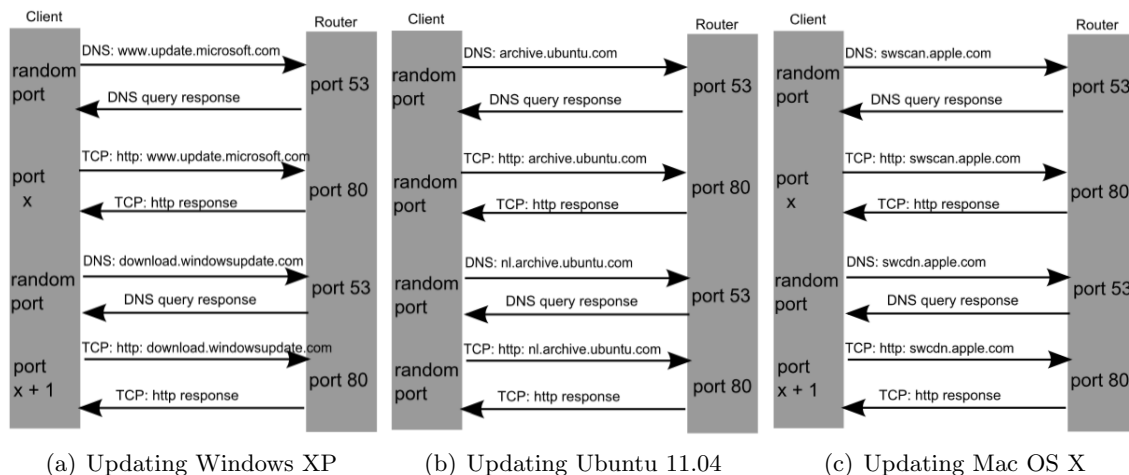 Client
Router
DNS: www.update.microsoft.com
random
port
port 53
DNS query response
TCP: http: www.update.microsoft.com
port
x
port 80
TCP: http response
DNS: download.windowsupdate.com
random
port
port 53
DNS query response
TCP: http: download.windowsupdate.com
port
x + 1
port 80
TCP: http response
(a) Updating Windows XP
Client
Router
DNS: archive.ubuntu.com
random
port
port 53
DNS query response
TCP: http: archive.ubuntu.com
random
port
port 80
TCP: http response
DNS: nl.archive.ubuntu.com
random
port
port 53
DNS query response
TCP: http: nl.archive.ubuntu.com
random
port
port 80
TCP: http response
(b) Updating Ubuntu 11.04
Client
Router
DNS: swscan.apple.com
random
port
port 53
DNS query response
TCP: http: swscan.apple.com
port
x
port 80
TCP: http response
DNS: swcdn.apple.com
random
port
port 53
DNS query response
TCP: http: swcdn.apple.com
port
x + 1
port 80
TCP: http response
(c) Updating Mac OS X